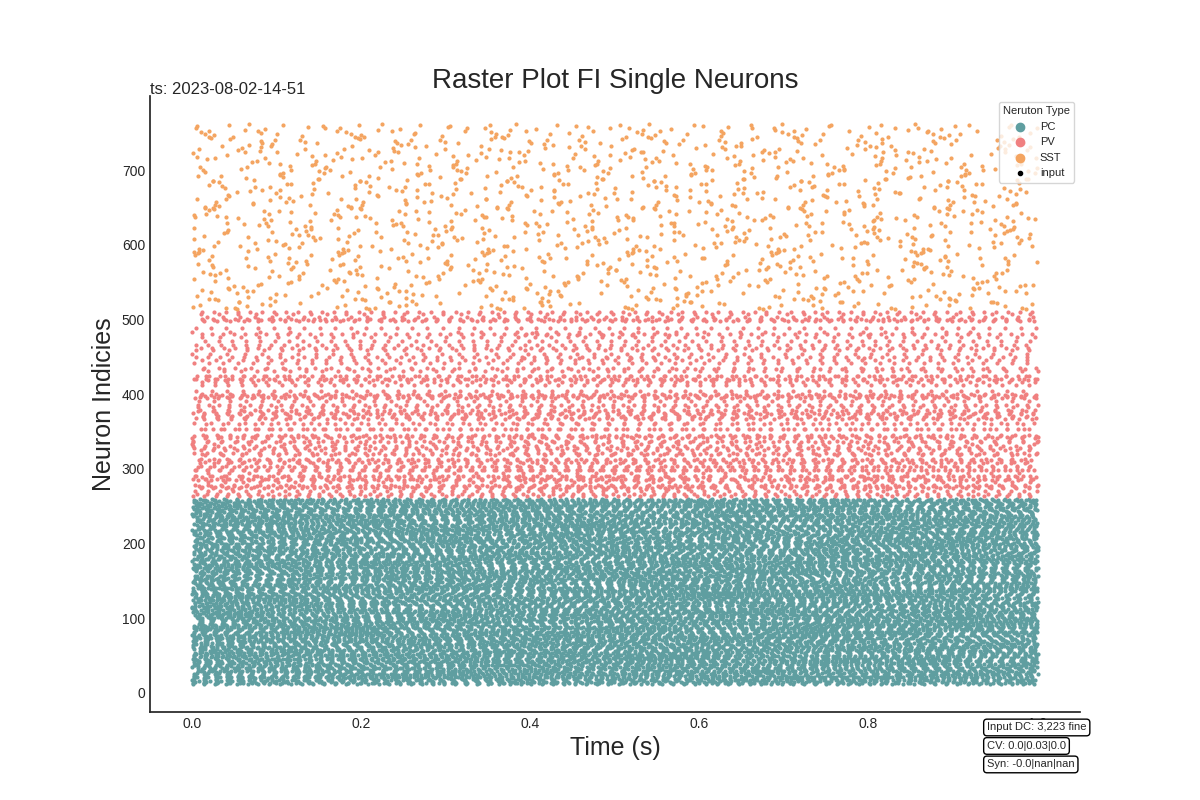 Raster Plot FI Single Neurons
ts: 2023-08-02-14-51
Neruton Type
PC
PV
SST
input
Neuron Indicies
700
600
500
400
300
200
100
0
0.0
0.2
0.4
0.6
0.8
Time (s)
Input DC: 3,223 fine
CV: 0.0|0.03|0.0
Syn: -0.0|nan|nan